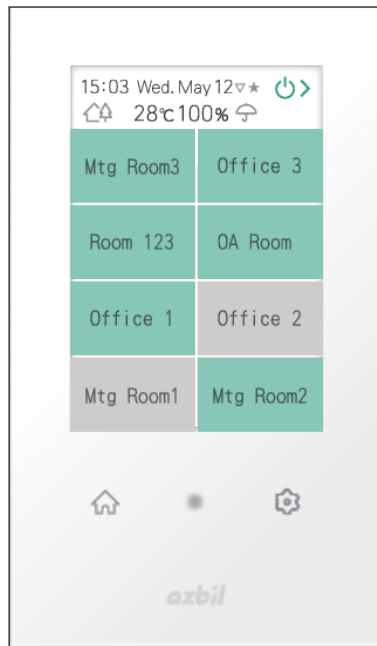 15:03 Wed. May 12▽★
28℃100%
Mtg Room3 Office 3
Room 123 OA Room
Office 1 Office 2
Mtg Room1 Mtg Room2
azbil